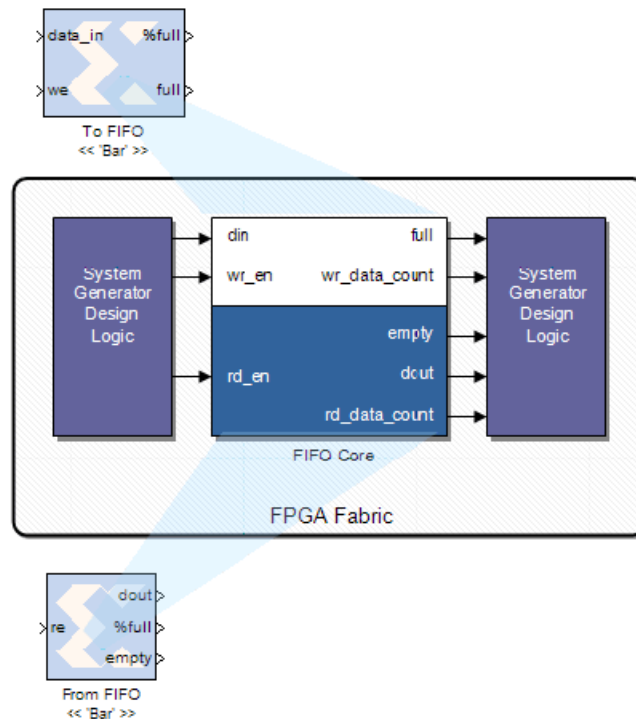 data_in %full
we full
To FIFO
<< 'Bar' >>
System
Generator
Design
Logic
din full
wr_en wr_data_count
empty
rd_en dout
rd_data_count
System
Generator
Design
Logic
FIFO Core
FPGA Fabric
dout
re %full
empty
From FIFO
<< 'Bar' >>